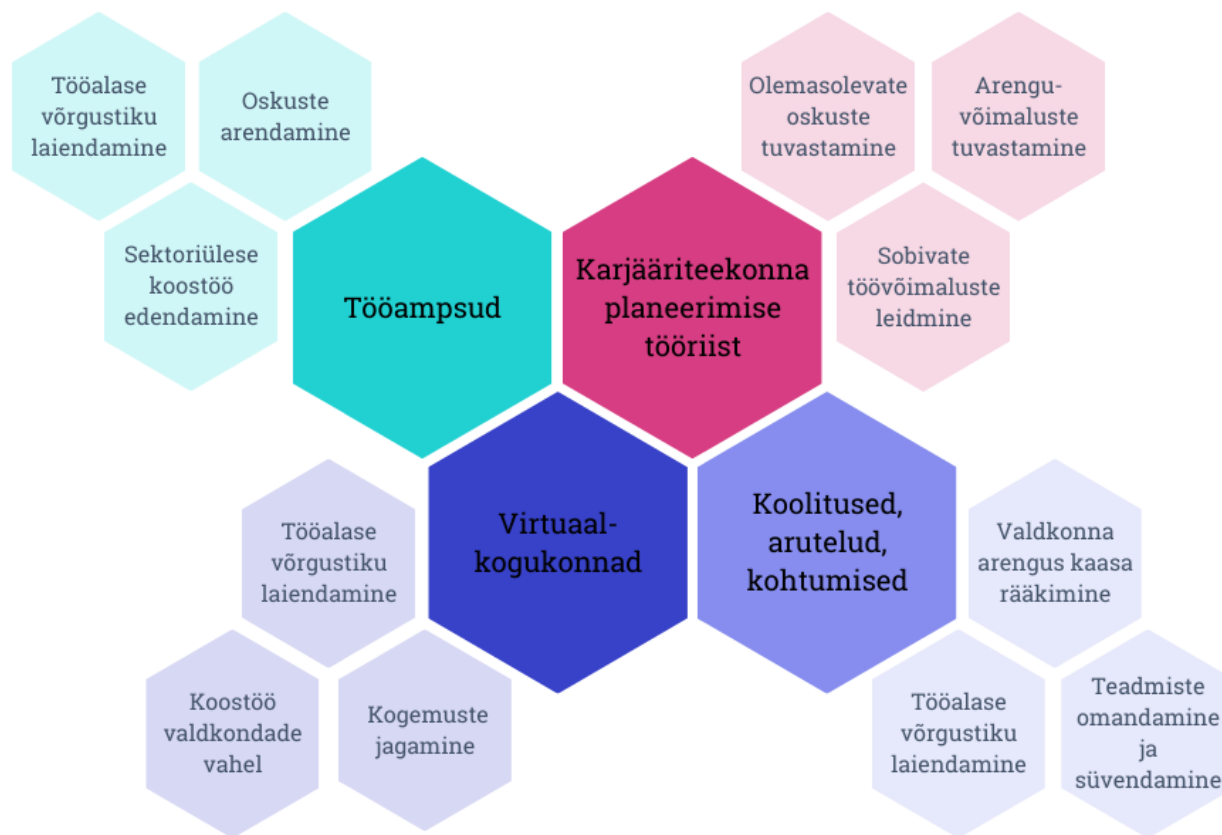 Tööalase
võrgustiku
laiendamine
Oskuste
arendamine
Sektoriülese
koostöö
edendamine
Tööampsud
Olemasolevate
oskuste
tuvastamine
Arengu-
võimaluste
tuvastamine
Sobivate
töövõimaluste
leidmine
Karjääriteekonna
planeerimise
tööriist
Virtuaal-
kogukonnad
Tööalase
võrgustiku
laiendamine
Koostöö
valdkondade
vahel
Kogemuste
jagamine
Koolitused,
arutelud,
kohtumised
Valdkonna
arengus kaasa
rääkimine
Tööalase
võrgustiku
laiendamine
Teadmiste
omandamine
ja
süvendamine